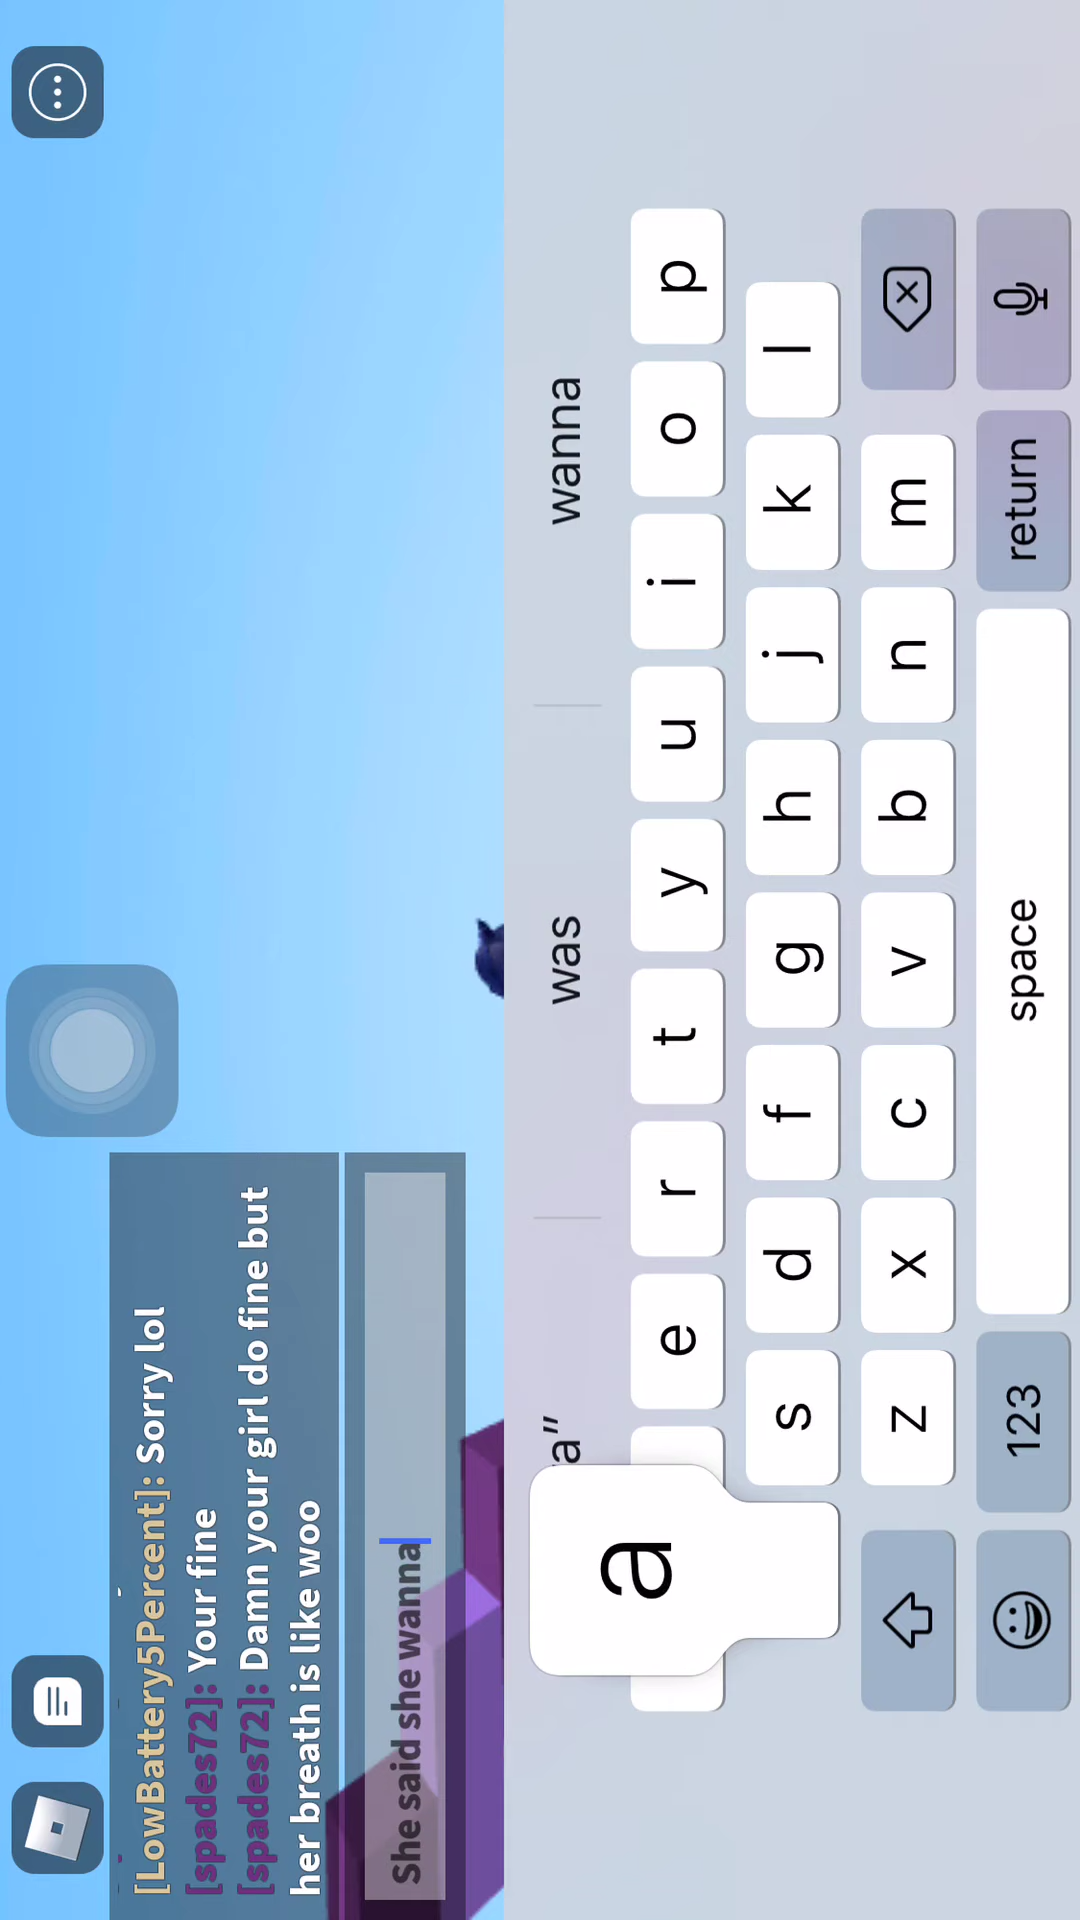 [LowBattery5Percent]: Sorry lol
[spades72]: Your fine
[spades72]: Damn your girl do fine but
her breath is like woo
She said she wanna
a” was wanna
e r t y u i o p
a s d f g h j k l
z x c v b n m
123 space return